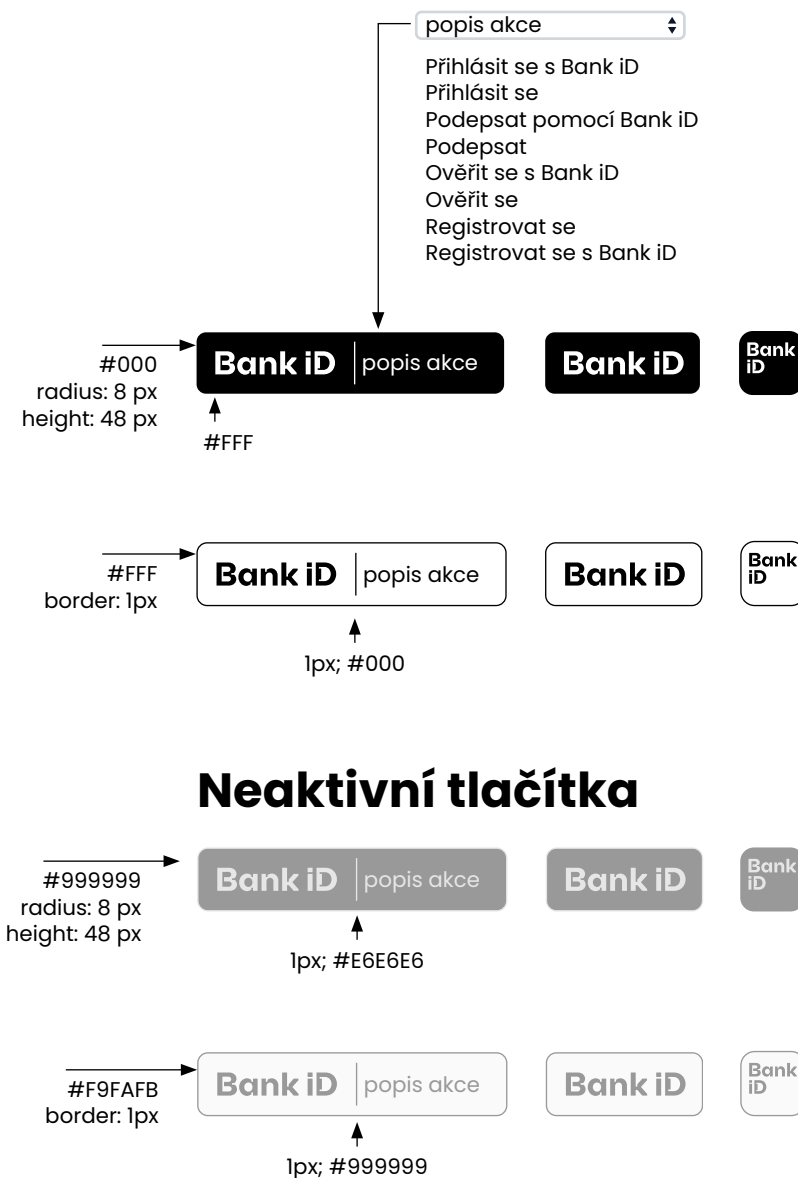 popis akce
Přihlásit se s Bank iD
Přihlásit se
Podepsat pomocí Bank iD
Podepsat
Ověřit se s Bank iD
Ověřit se
Registrovat se
Registrovat se s Bank iD
Bank iD popis akce
Bank iD
Bank
iD
#000
radius: 8 px
height: 48 px
#FFF
Bank iD popis akce
Bank iD
Bank
iD
#FFF
border: 1px
1px; #000
Neaktivní tlačítka
Bank iD popis akce
Bank iD
Bank
iD
#999999
radius: 8 px
height: 48 px
1px; #E6E6E6
Bank iD popis akce
Bank iD
Bank
iD
#F9FAFB
border: 1px
1px; #999999